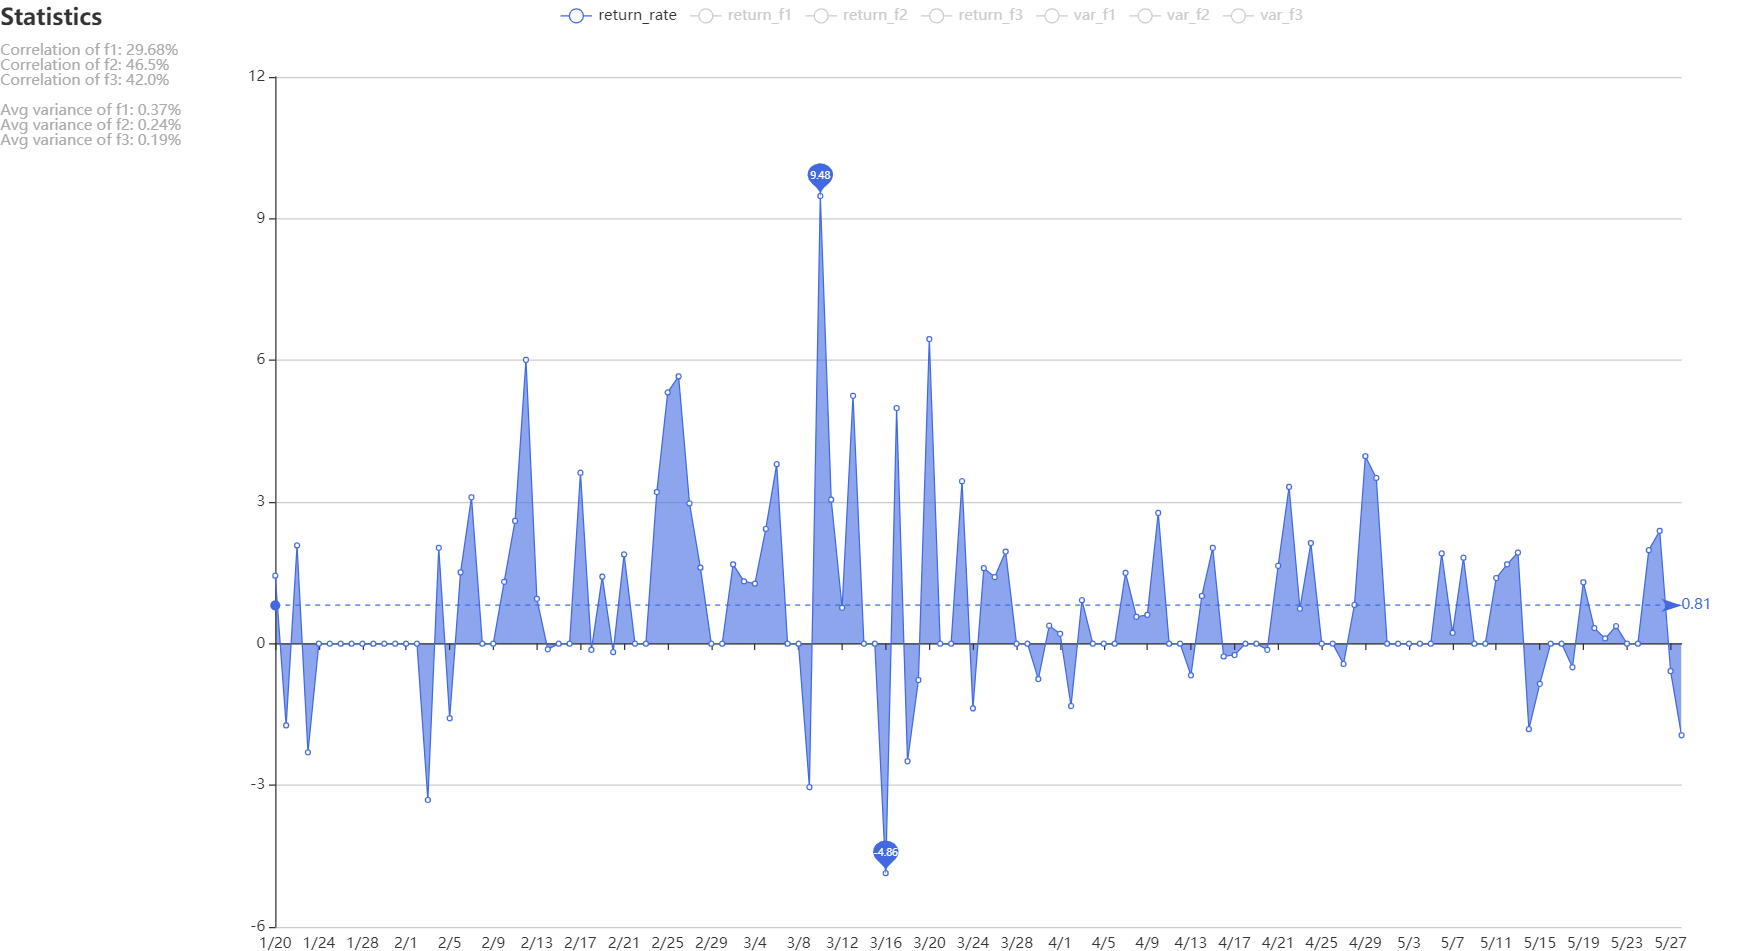 Statistics
return_rate return_f1 return_f2 return_f3 var_f1 var_f2 var_f3
Correlation of f1: 29.68%
Correlation of f2: 46.5%
Correlation of f3: 42.0%
Avg variance of f1: 0.37%
Avg variance of f2: 0.24%
Avg variance of f3: 0.19%
12
9.48
9
6
3
0.81
0
-3
-4.86
-6
1/20 1/24 1/28 2/1 2/5 2/9 2/13 2/17 2/21 2/25 2/29 3/4 3/8 3/12 3/16 3/20 3/24 3/28 4/1 4/5 4/9 4/13 4/17 4/21 4/25 4/29 5/3 5/7 5/11 5/15 5/19 5/23 5/27